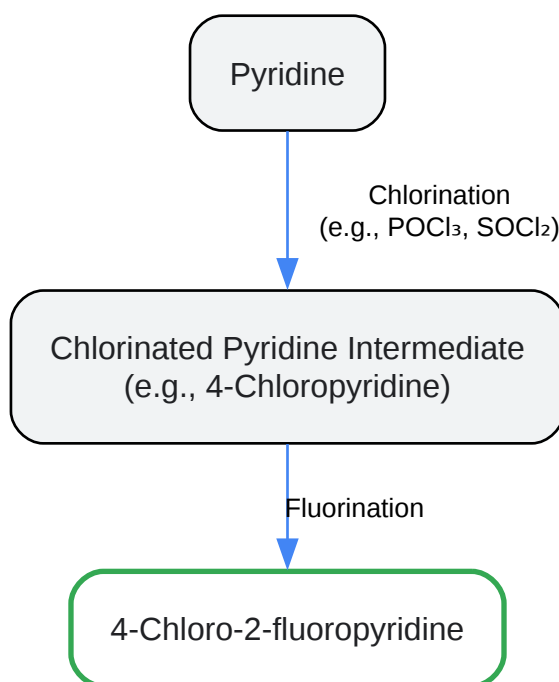 Pyridine
Chlorination
(e.g., POCl₃, SOCl₂)
Chlorinated Pyridine Intermediate
(e.g., 4-Chloropyridine)
Fluorination
4-Chloro-2-fluoropyridine